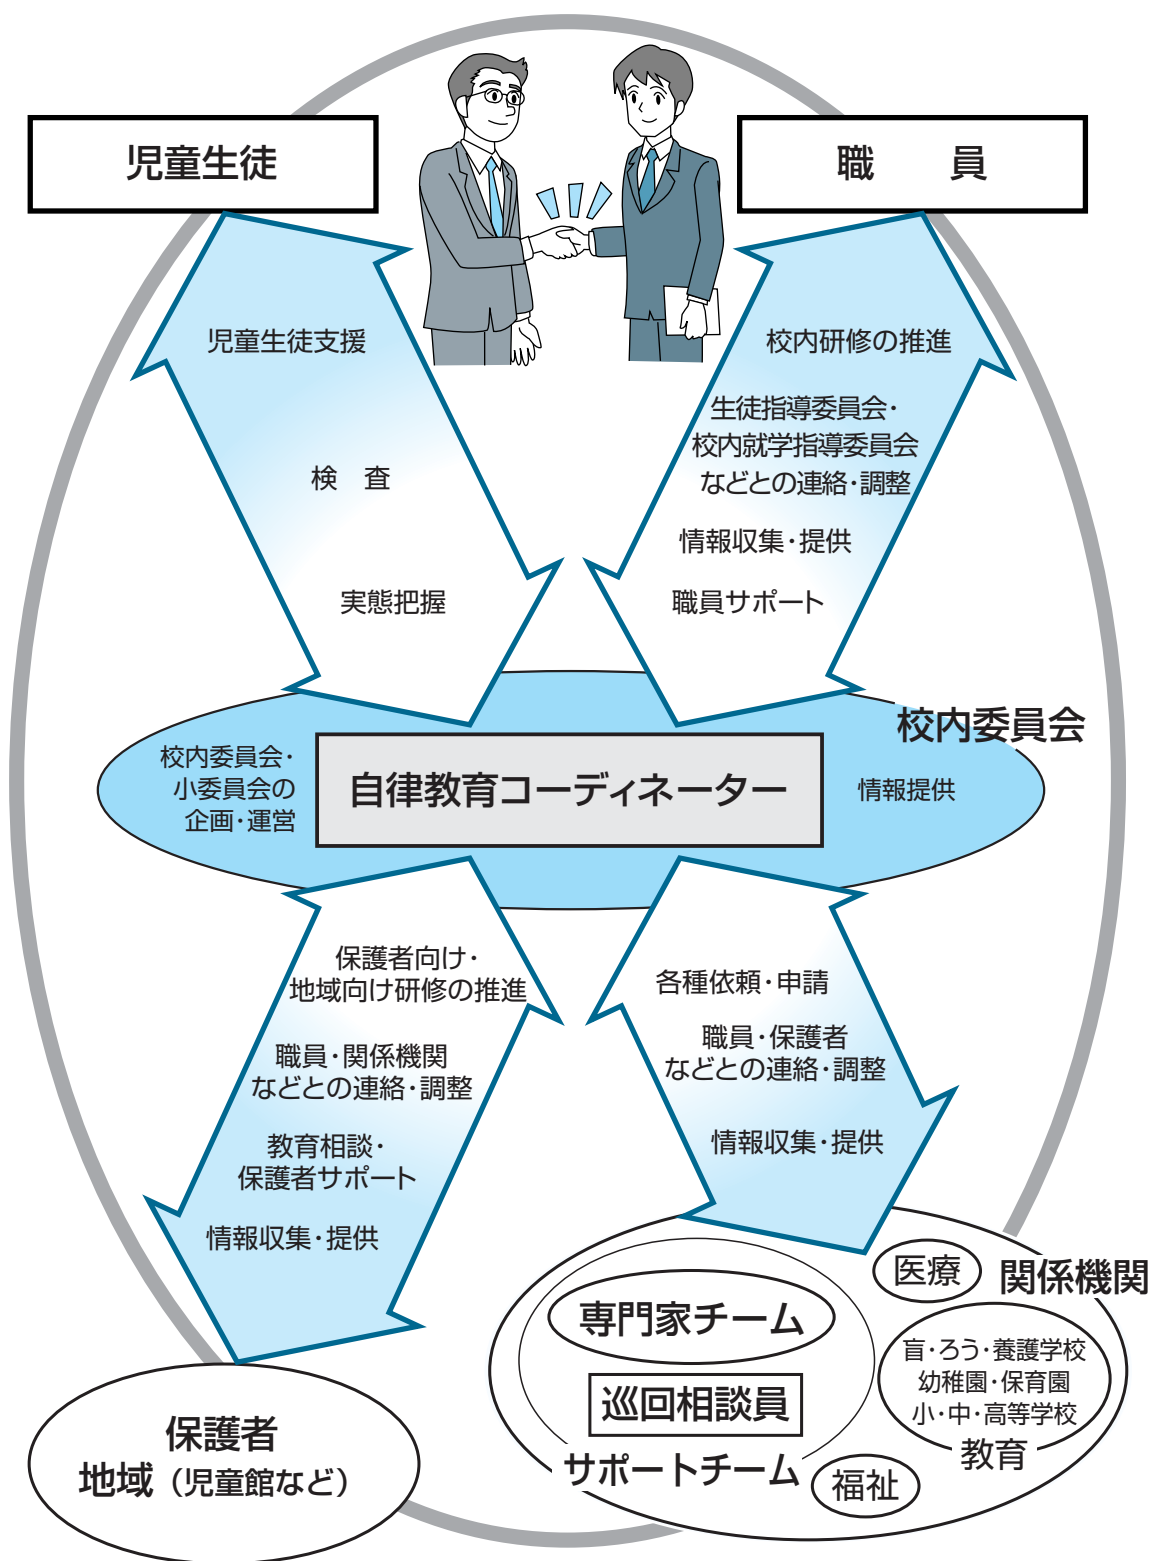 児童生徒
職　員
児童生徒支援
検　査
実態把握
校内研修の推進
生徒指導委員会・
校内就学指導委員会
などとの連絡・調整
情報収集・提供
職員サポート
校内委員会
校内委員会・
小委員会の
企画・運営
自律教育コーディネーター
情報提供
保護者向け・
地域向け研修の推進
職員・関係機関
などとの連絡・調整
教育相談・
保護者サポート
情報収集・提供
各種依頼・申請
職員・保護者
などとの連絡・調整
情報収集・提供
保護者
地域（児童館など）
関係機関
医療
専門家チーム
巡回相談員
サポートチーム
盲・ろう・養護学校
幼稚園・保育園
小・中・高等学校
教育
福祉